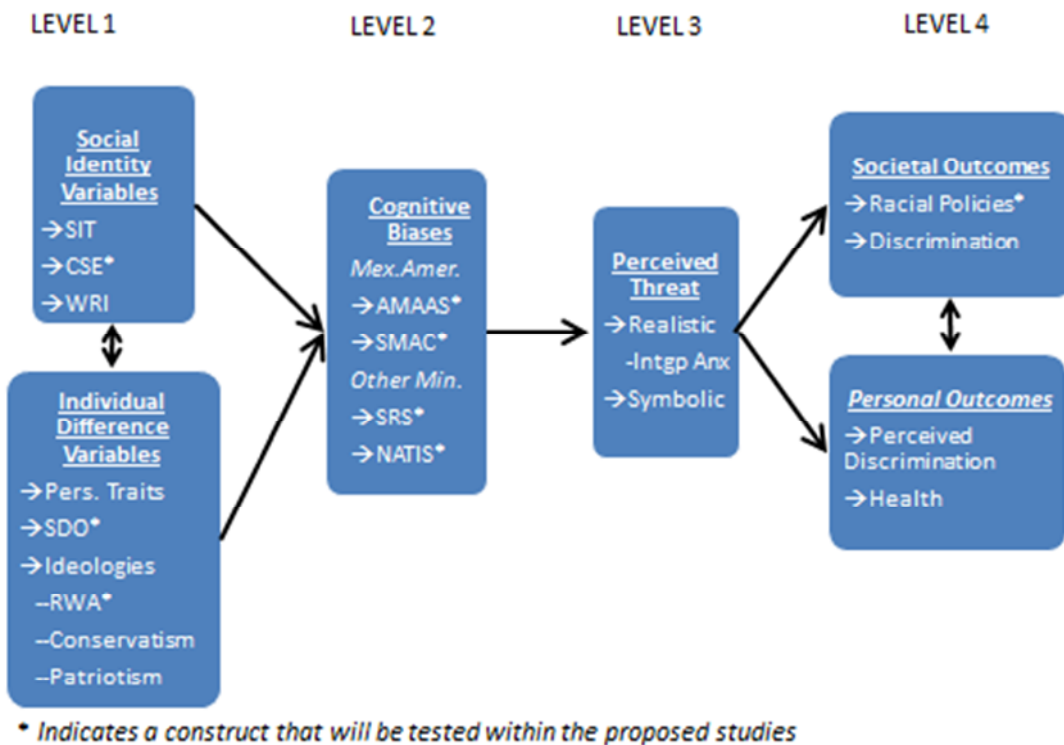 LEVEL 1
LEVEL 2
LEVEL 3
LEVEL 4
Social
Identity
Variables
→SIT
→CSE*
→WRI
Individual
Difference
Variables
→Pers. Traits
→SDO*
→Ideologies
--RWA*
--Conservatism
--Patriotism
Cognitive
Biases
Mex.Amer.
→AMAAS*
→SMAC*
Other Min.
→SRS*
→NATIS*
Perceived
Threat
→Realistic
-Intgp Anx
→Symbolic
Societal Outcomes
→Racial Policies*
→Discrimination
Personal Outcomes
→Perceived
Discrimination
→Health
* Indicates a construct that will be tested within the proposed studies